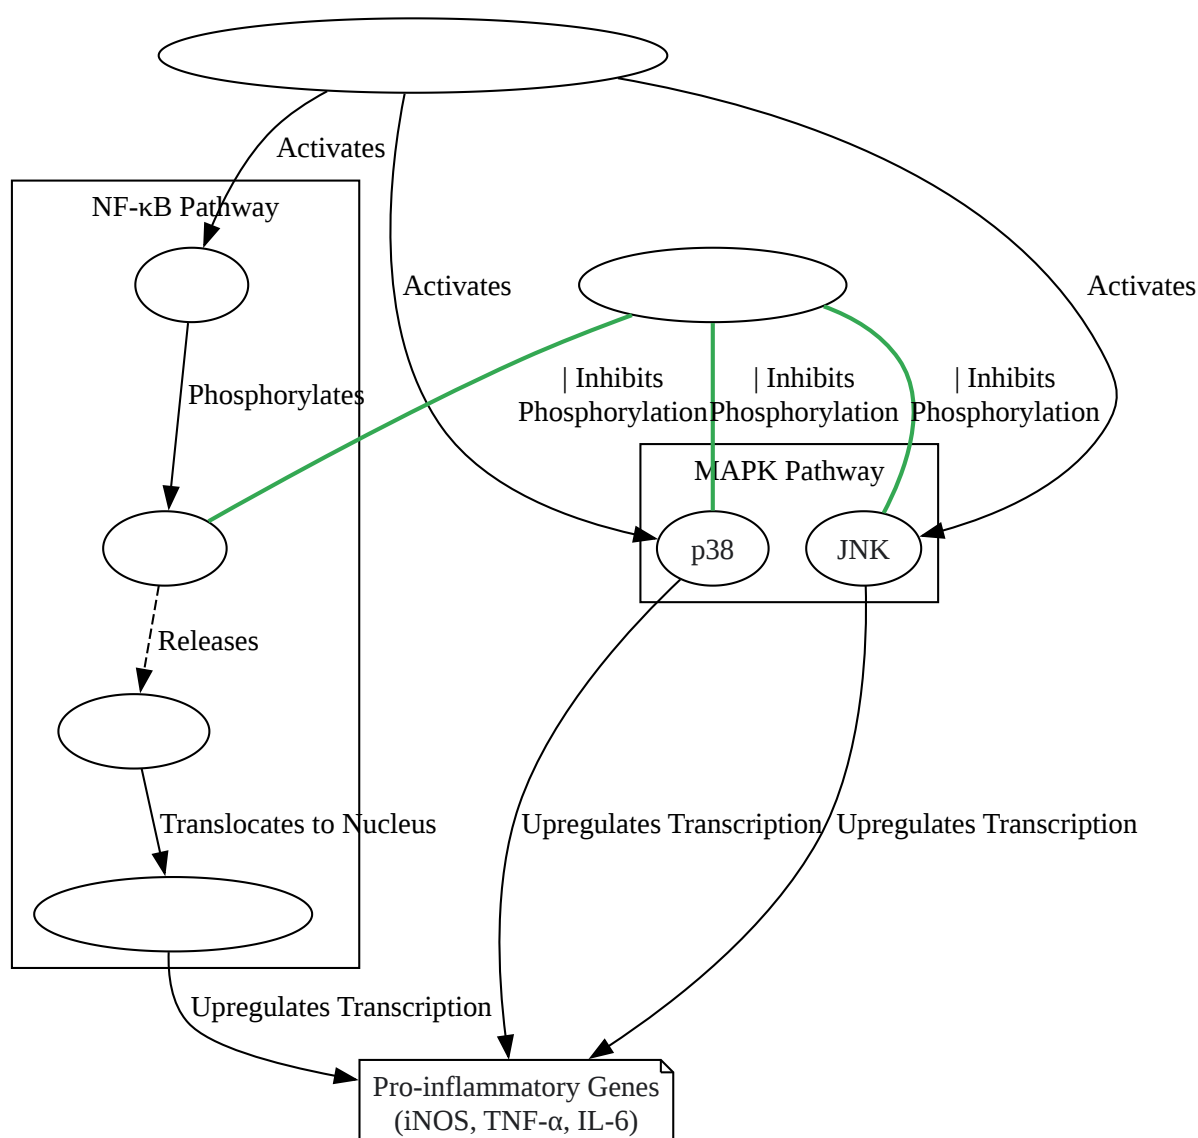 Activates
NF-κB Pathway
Activates
Activates
| Inhibits
Phosphorylation
| Inhibits
Phosphorylation
| Inhibits
Phosphorylation
Phosphorylates
MAPK Pathway
p38
JNK
Releases
Translocates to Nucleus
Upregulates Transcription
Upregulates Transcription
Upregulates Transcription
Pro-inflammatory Genes
(iNOS, TNF-α, IL-6)